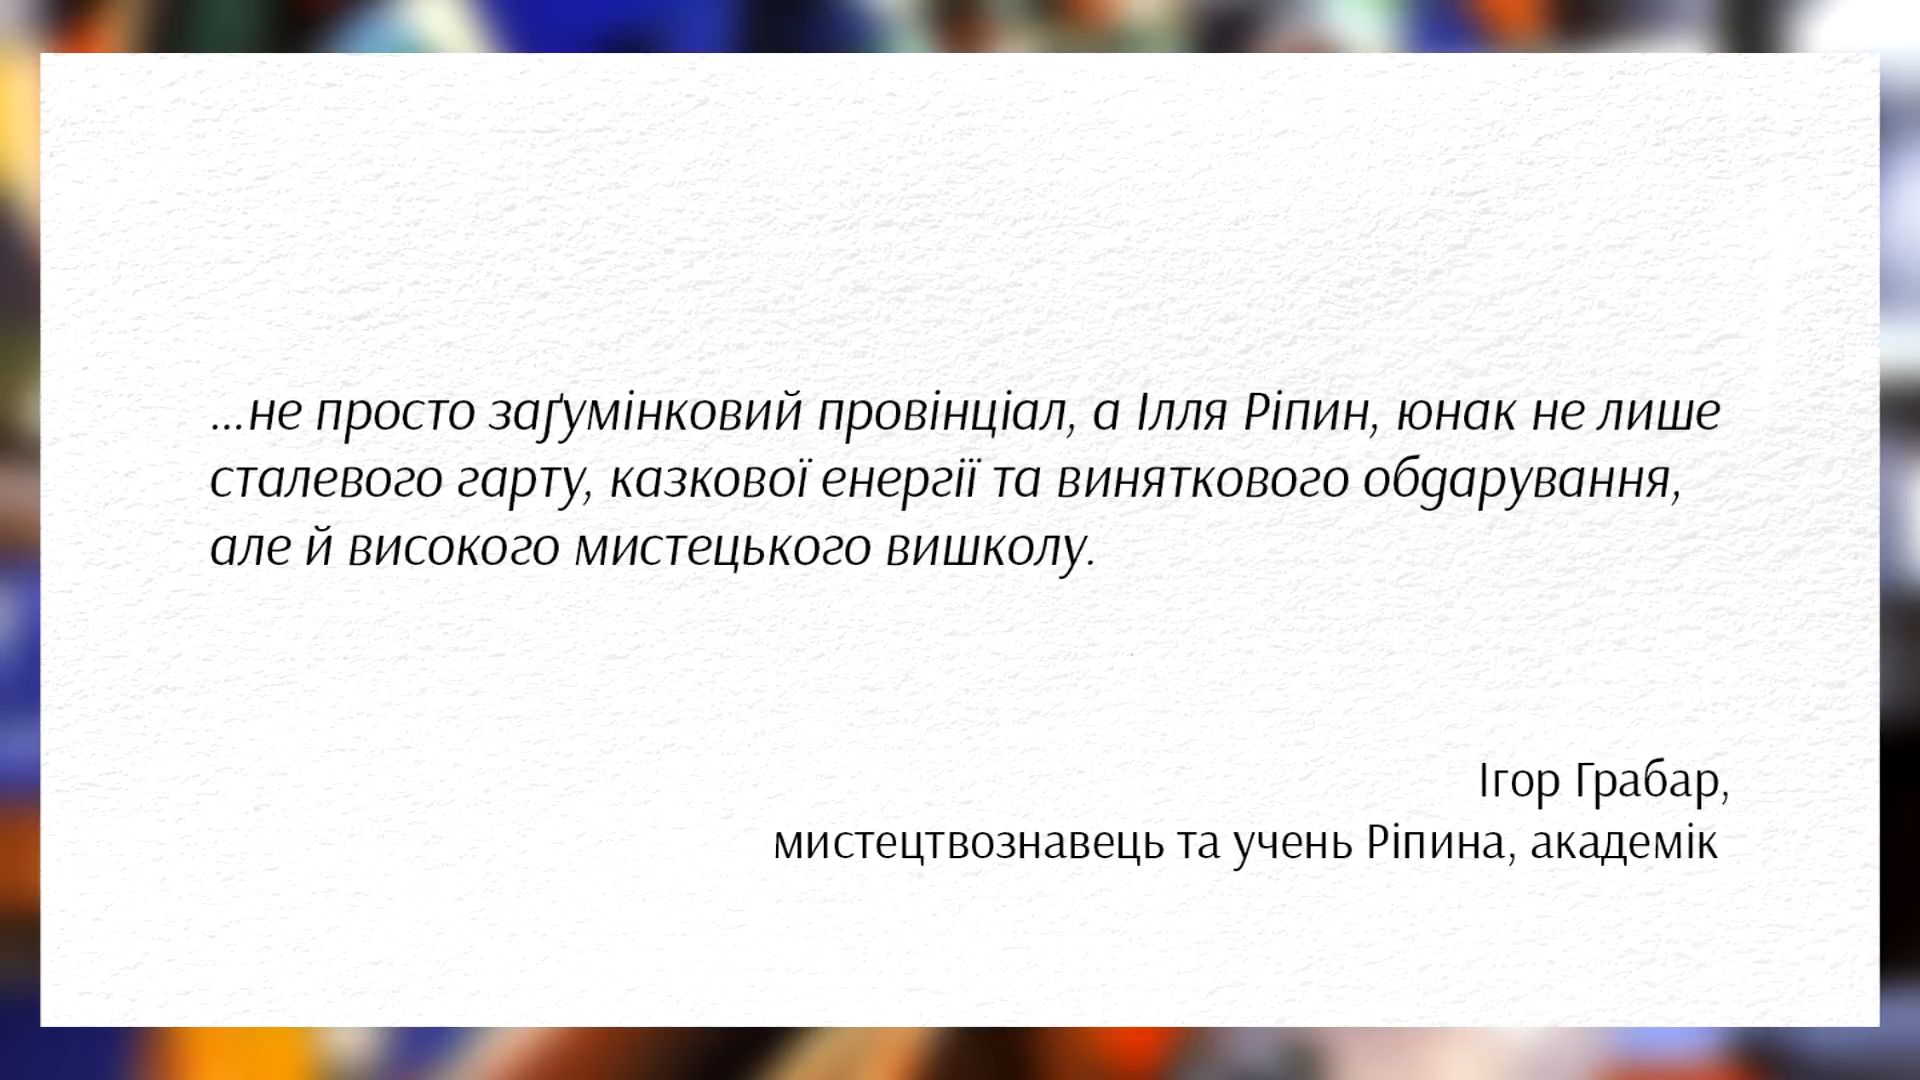 ...не просто заґумінковий провінціал, а Ілля Ріпин, юнак не лише
сталевого гарту, казкової енергії та виняткового обдарування,
але й високого мистецького вишколу.
Ігор Грабар,
мистецтвознавець та учень Ріпина, академік